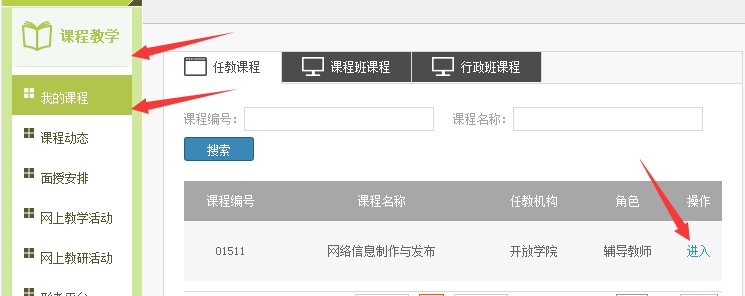 课程教学
我的课程
课程动态
面授安排
网上教学活动
网上教研活动
任教课程 课程班课程 行政班课程
课程编号: 课程名称:
搜索
课程编号 课程名称 任教机构 角色 操作
01511 网络信息制作与发布 开放学院 辅导教师 进入